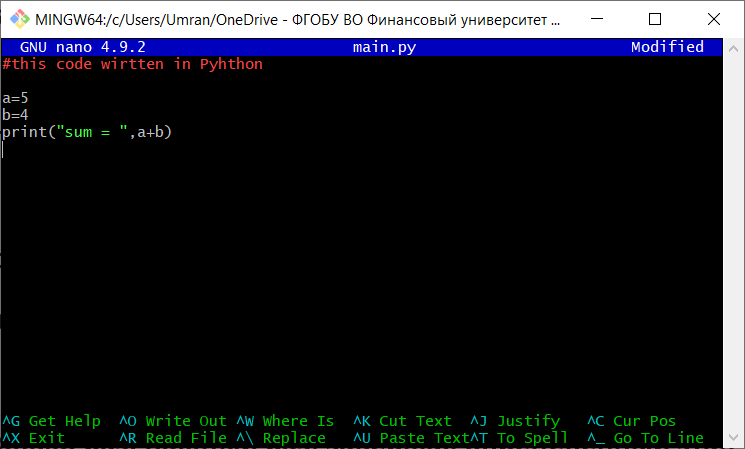 MINGW64:/c/Users/Umran/OneDrive - ФГОБУ ВО Финансовый университет ...
GNU nano 4.9.2 main.py Modified
#this code wirtten in Pyhthon
a=5
b=4
print("sum = ",a+b)
^G Get Help ^O Write Out ^W Where Is ^K Cut Text ^J Justify ^C Cur Pos
^X Exit ^R Read File ^\ Replace ^U Paste Text^T To Spell ^_ Go To Line